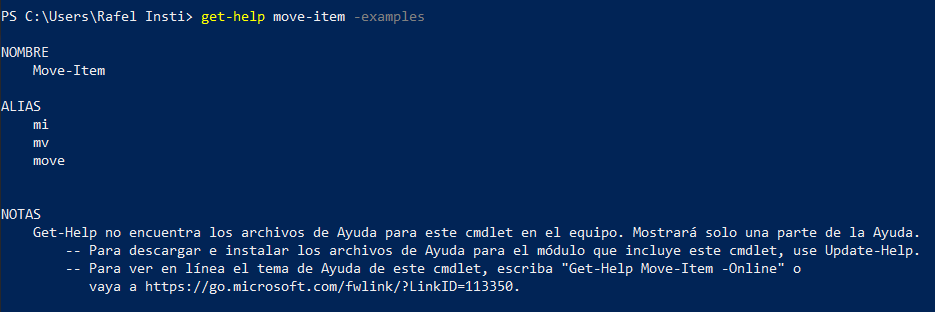 PS C:\Users\Rafel Insti> get-help move-item -examples
NOMBRE
Move-Item
ALIAS
mi
mv
move
NOTAS
Get-Help no encuentra los archivos de Ayuda para este cmdlet en el equipo. Mostrará solo una parte de la Ayuda.
-- Para descargar e instalar los archivos de Ayuda para el módulo que incluye este cmdlet, use Update-Help.
-- Para ver en línea el tema de Ayuda de este cmdlet, escriba "Get-Help Move-Item -Online" o
vaya a https://go.microsoft.com/fwlink/?LinkID=113350.